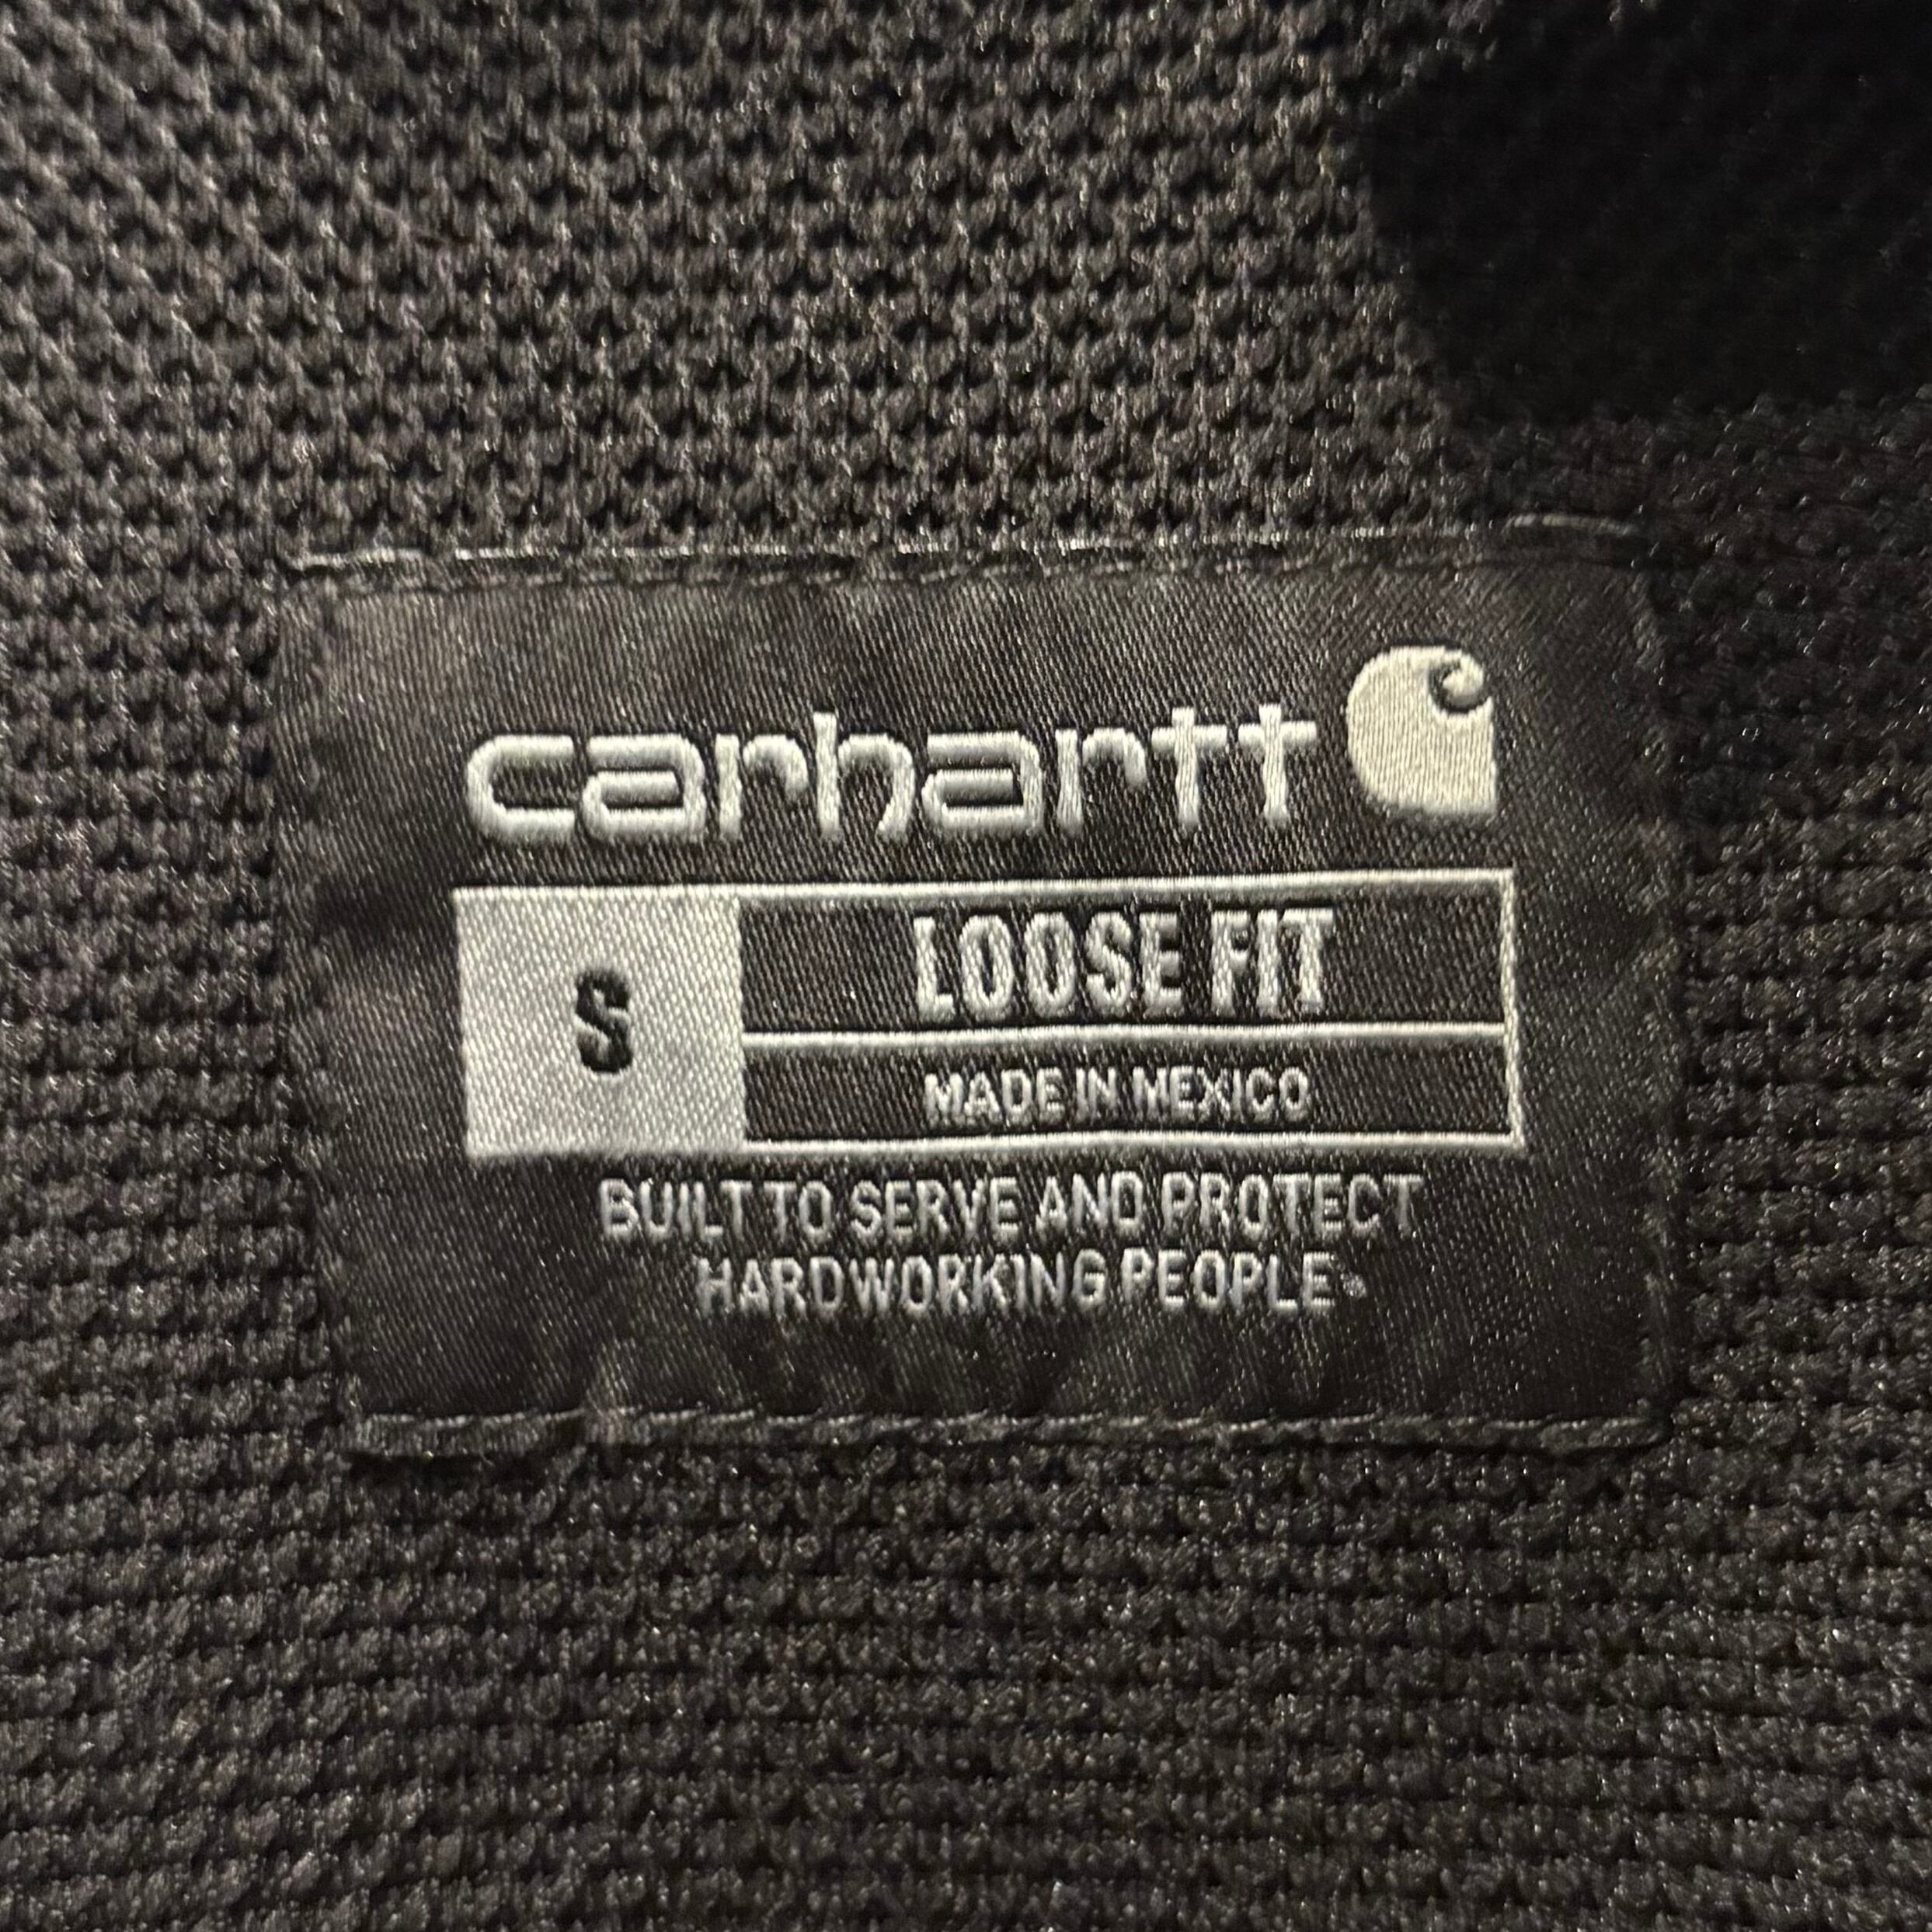 carhartt
S
LOOSE FIT
MADE IN MEXICO
BUILT TO SERVE AND PROTECT
HARDWORKING PEOPLE